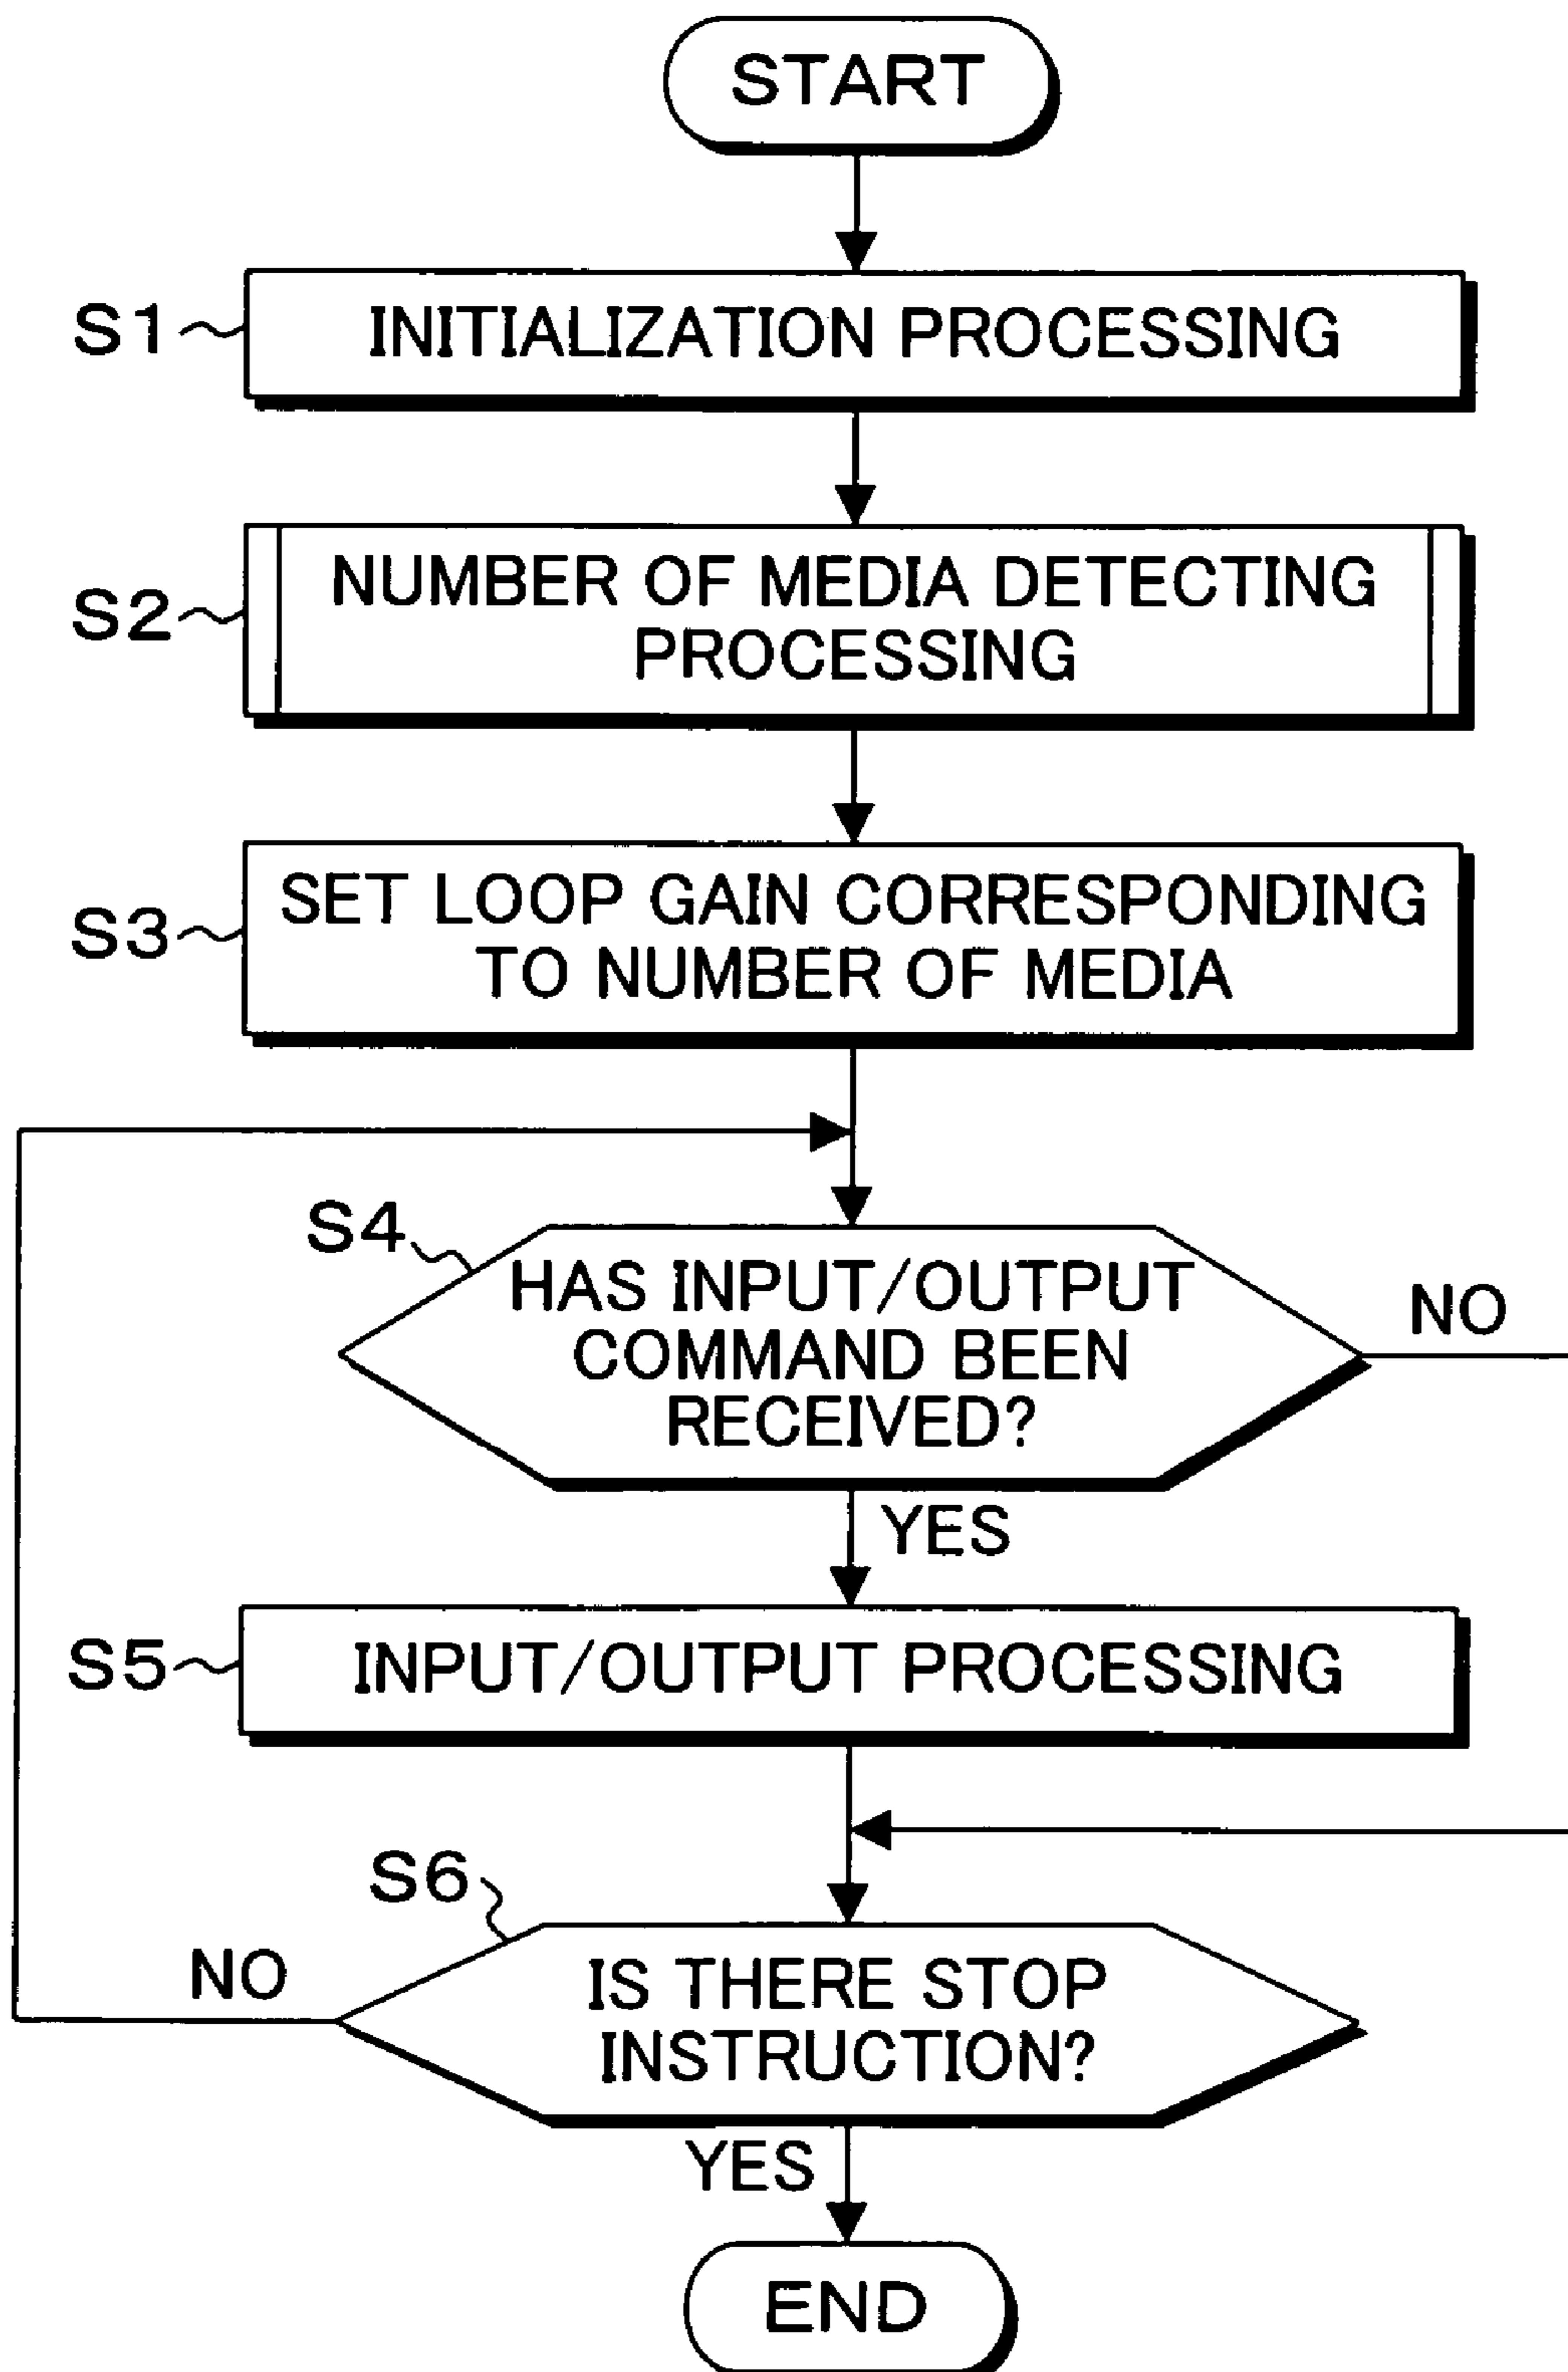 START
S1
INITIALIZATION PROCESSING
S2
NUMBER OF MEDIA DETECTING
PROCESSING
S3
SET LOOP GAIN CORRESPONDING
TO NUMBER OF MEDIA
S4
HAS INPUT/OUTPUT
COMMAND BEEN
RECEIVED?
NO
YES
S5
INPUT/OUTPUT PROCESSING
S6
NO
IS THERE STOP
INSTRUCTION?
YES
END